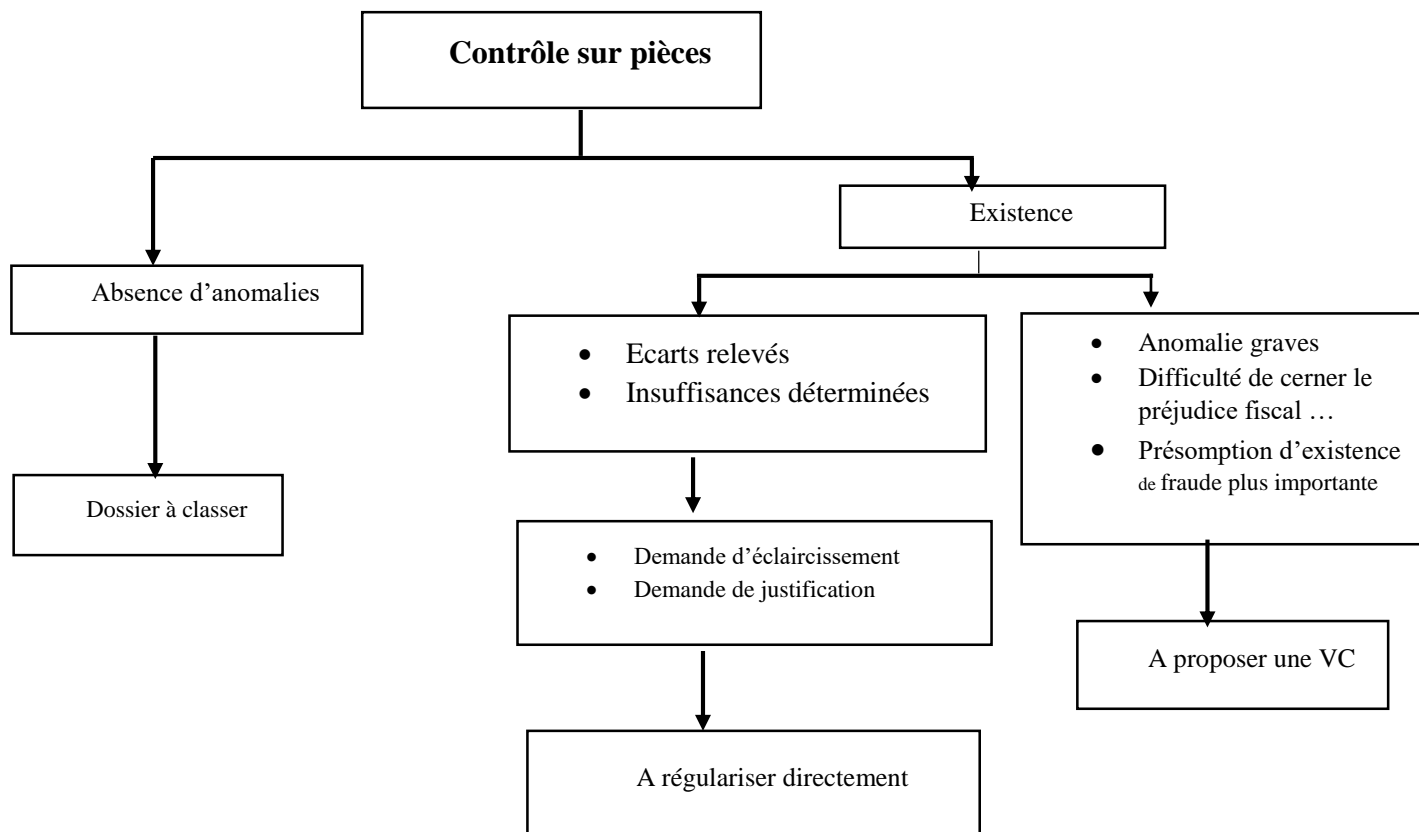 Contrôle sur pièces
Existence
Absence d’anomalies
• Ecarts relevés
• Insuffisances déterminées
• Anomalie graves
• Difficulté de cerner le
préjudice fiscal …
• Présomption d’existence
de fraude plus importante
Dossier à classer
• Demande d’éclaircissement
• Demande de justification
A proposer une VC
A régulariser directement